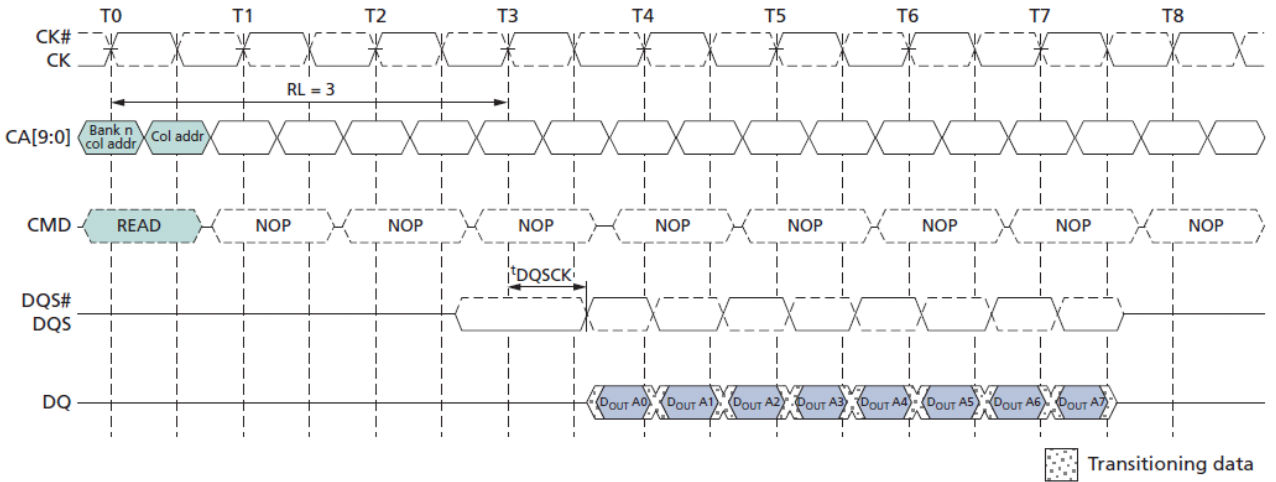 T0 T1 T2 T3 T4 T5 T6 T7 T8
CK#
CK
RL = 3
CA[9:0] Bank n
col addr Col addr
CMD READ NOP NOP NOP NOP NOP NOP NOP NOP
tDQSCK
DQS#
DQS
DQ DOUT A0 DOUT A1 DOUT A2 DOUT A3 DOUT A4 DOUT A5 DOUT A6 DOUT A7
Transitioning data